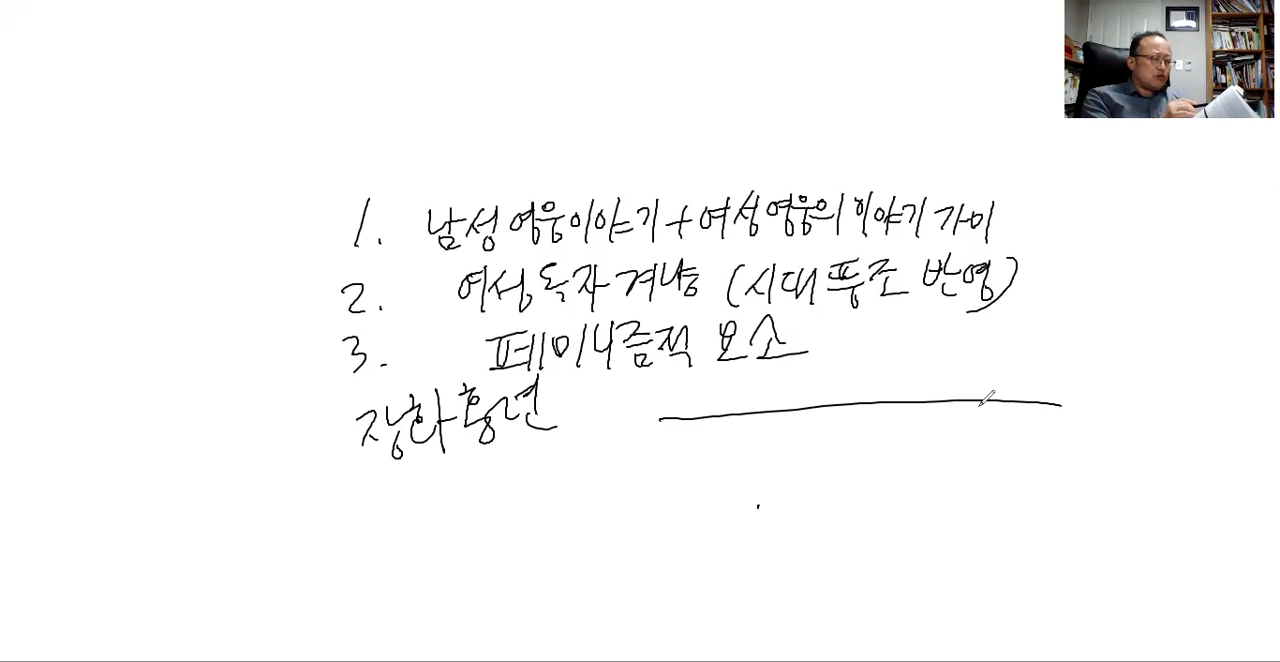 1. 남성영웅이야기+여성영웅의 이야기 가미
2. 여성독자 겨냥 (시대 풍조 반영)
3. 페미니즘적 요소
장화홍련